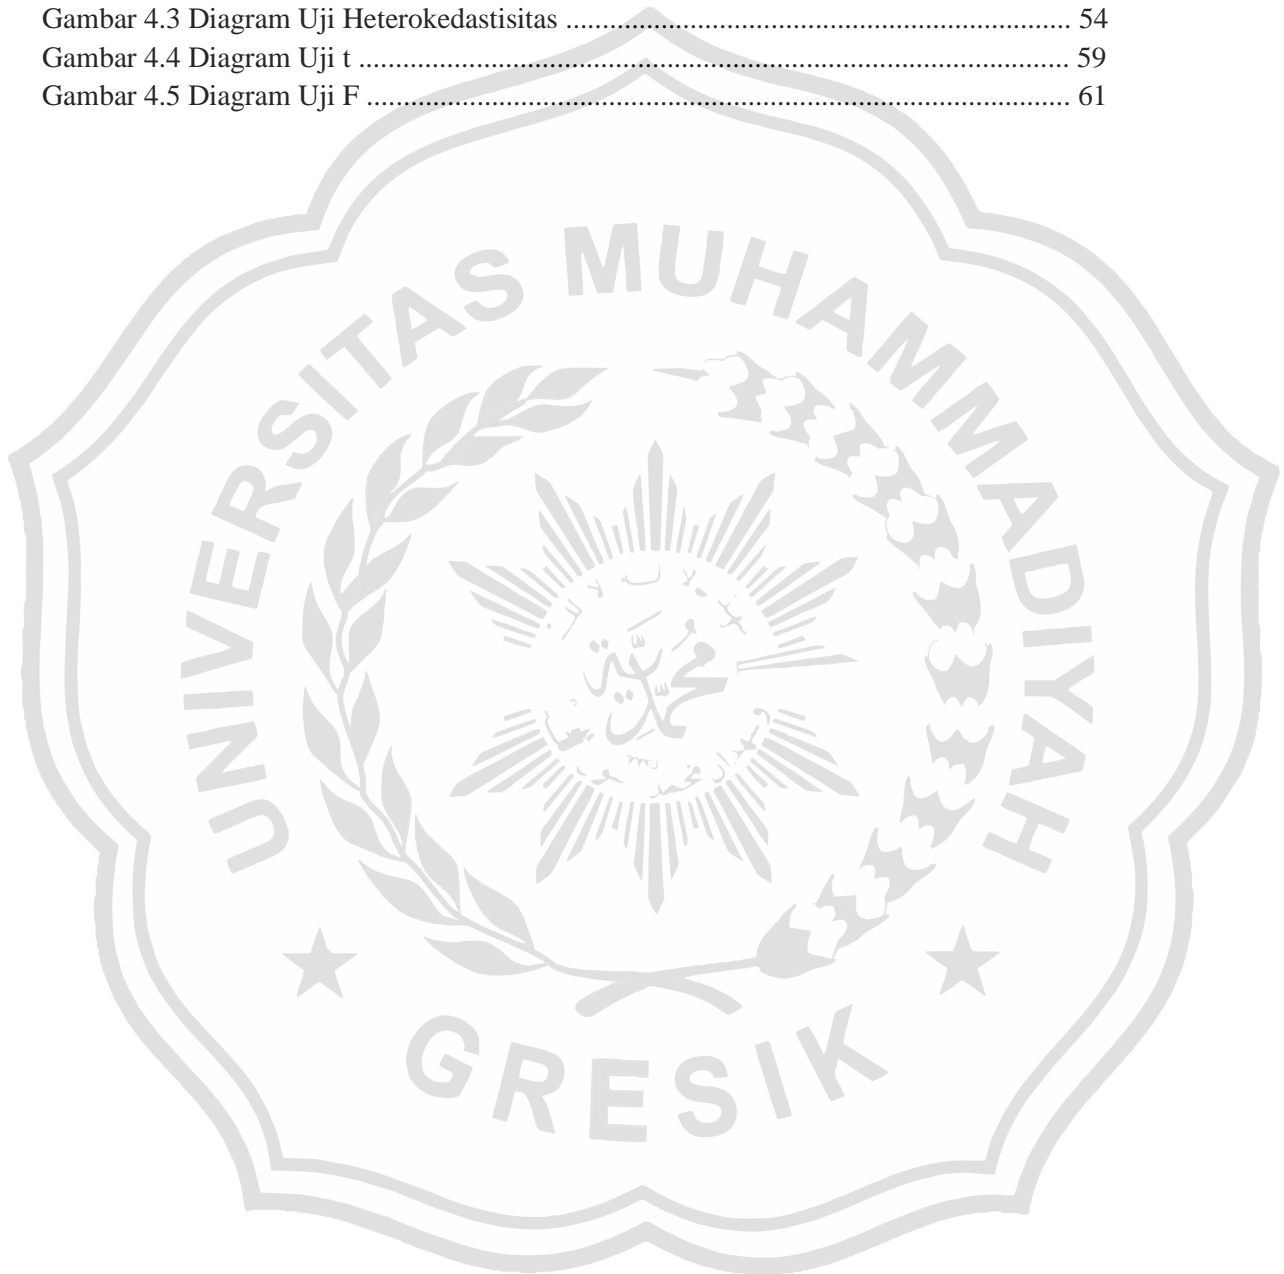 Gambar 4.3 Diagram Uji Heterokedastisitas ............................................................................ 54
Gambar 4.4 Diagram Uji t .......................................................................................................... 59
Gambar 4.5 Diagram Uji F ......................................................................................................... 61
UNIVERSITAS MUHAMMADIYAH
محمدية
GRESIK